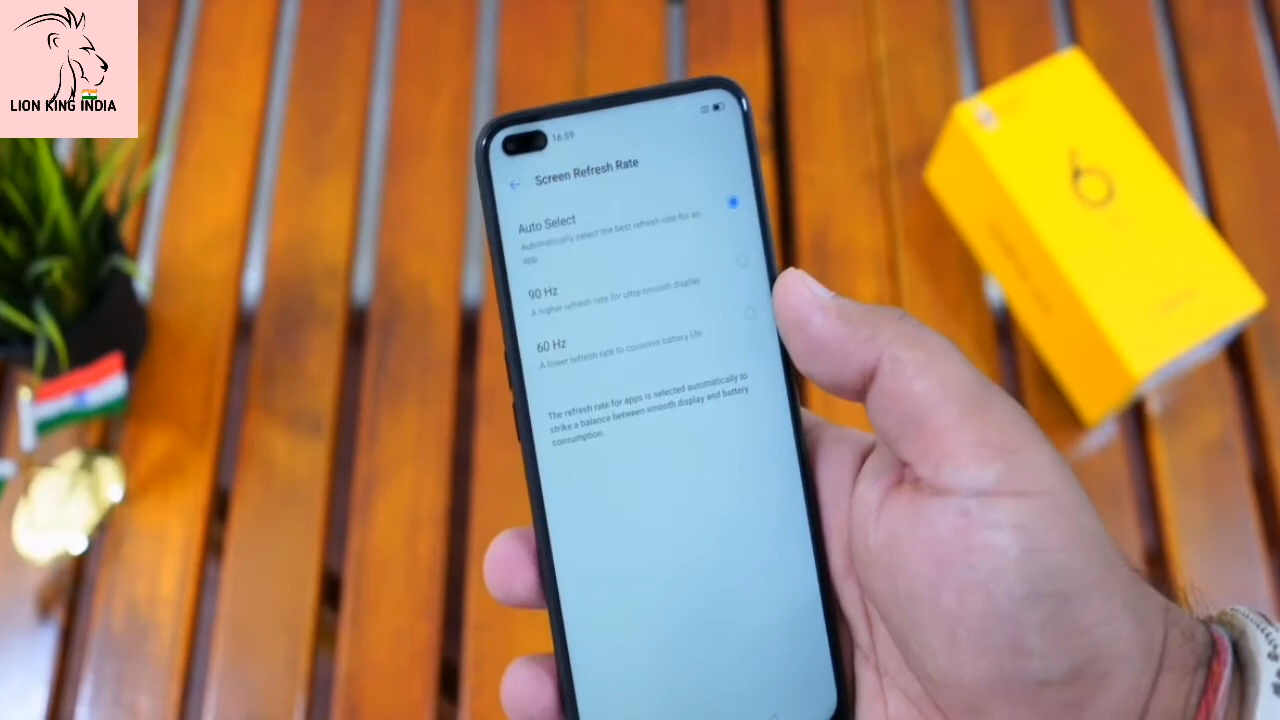 LION KING INDIA
16:59
Screen Refresh Rate
Auto Select
Automatically select the best refresh rate for an
app.
90 Hz
A higher refresh rate for ultra-smooth display
60 Hz
A lower refresh rate to conserve battery life
The refresh rate for apps is selected automatically to
strike a balance between smooth display and battery
consumption.
6